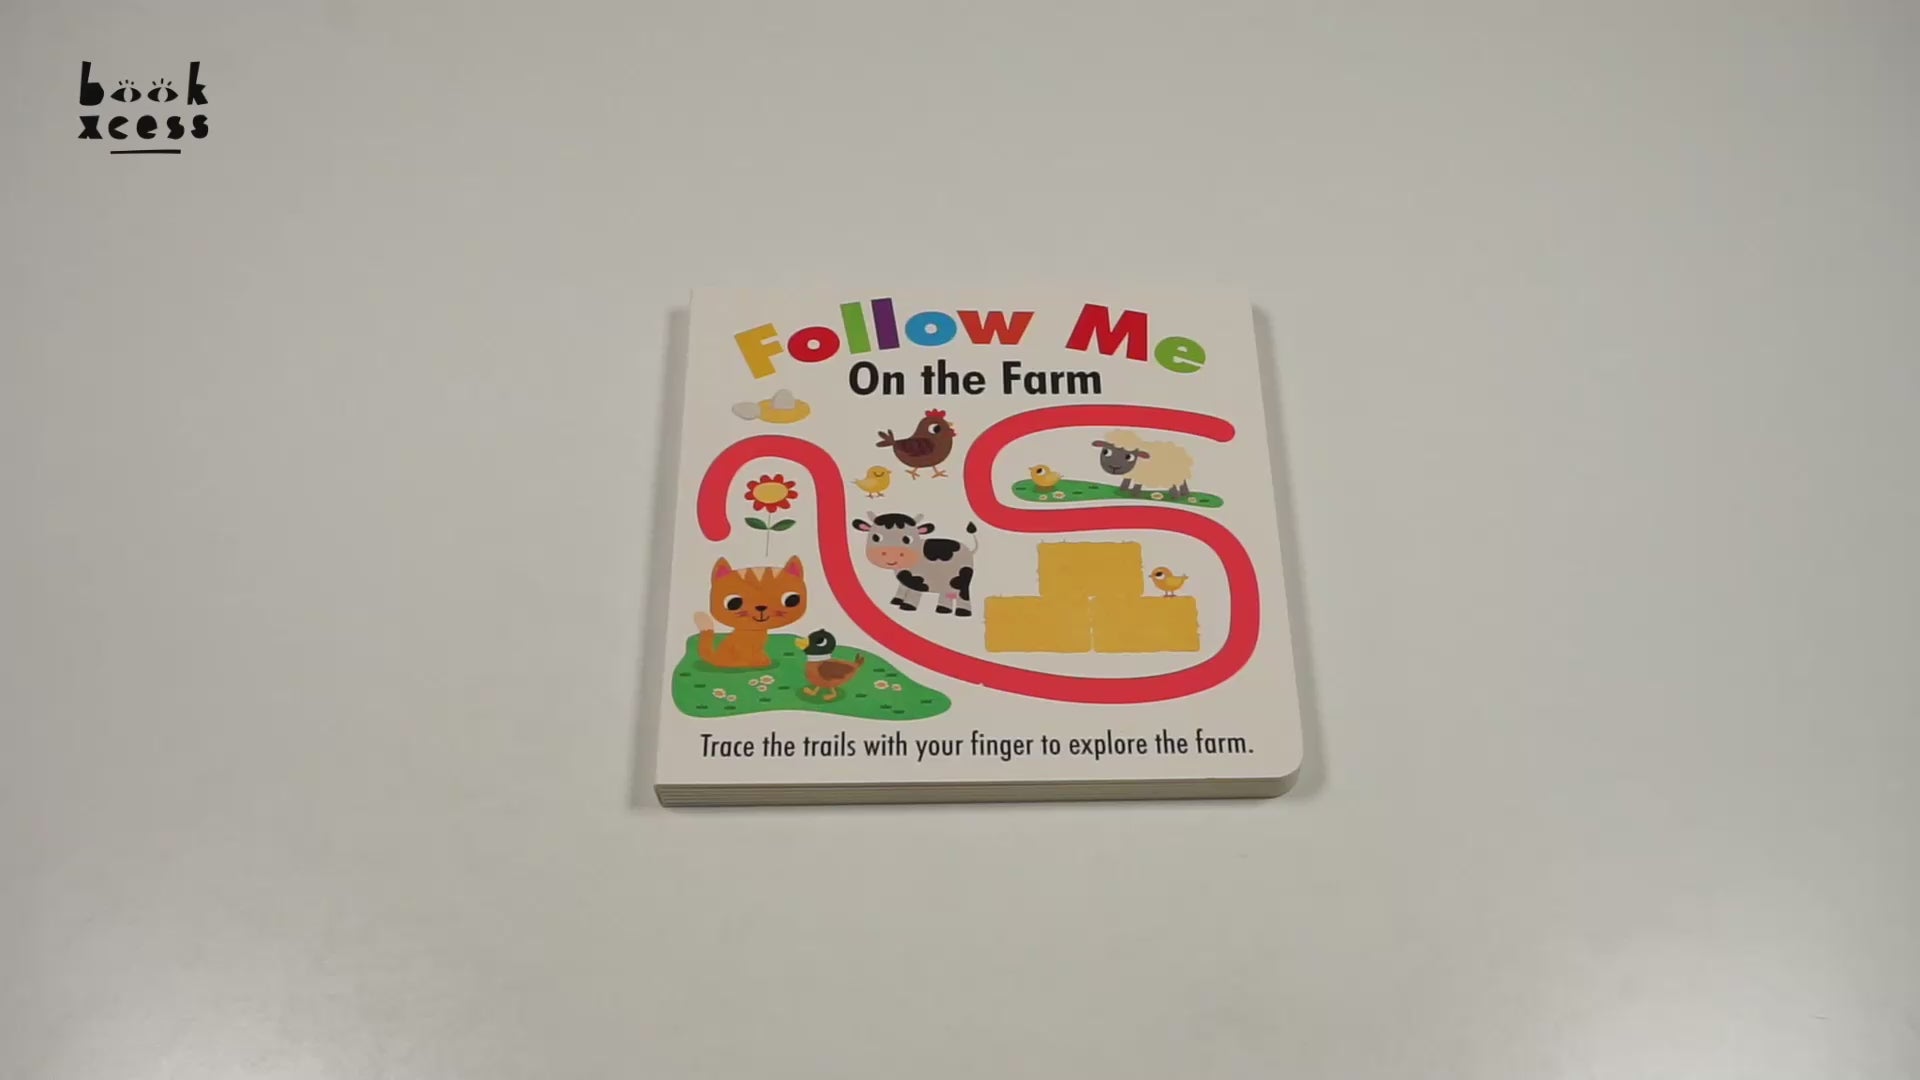 book
xcess
Follow Me
On the Farm
Trace the trails with your finger to explore the farm.